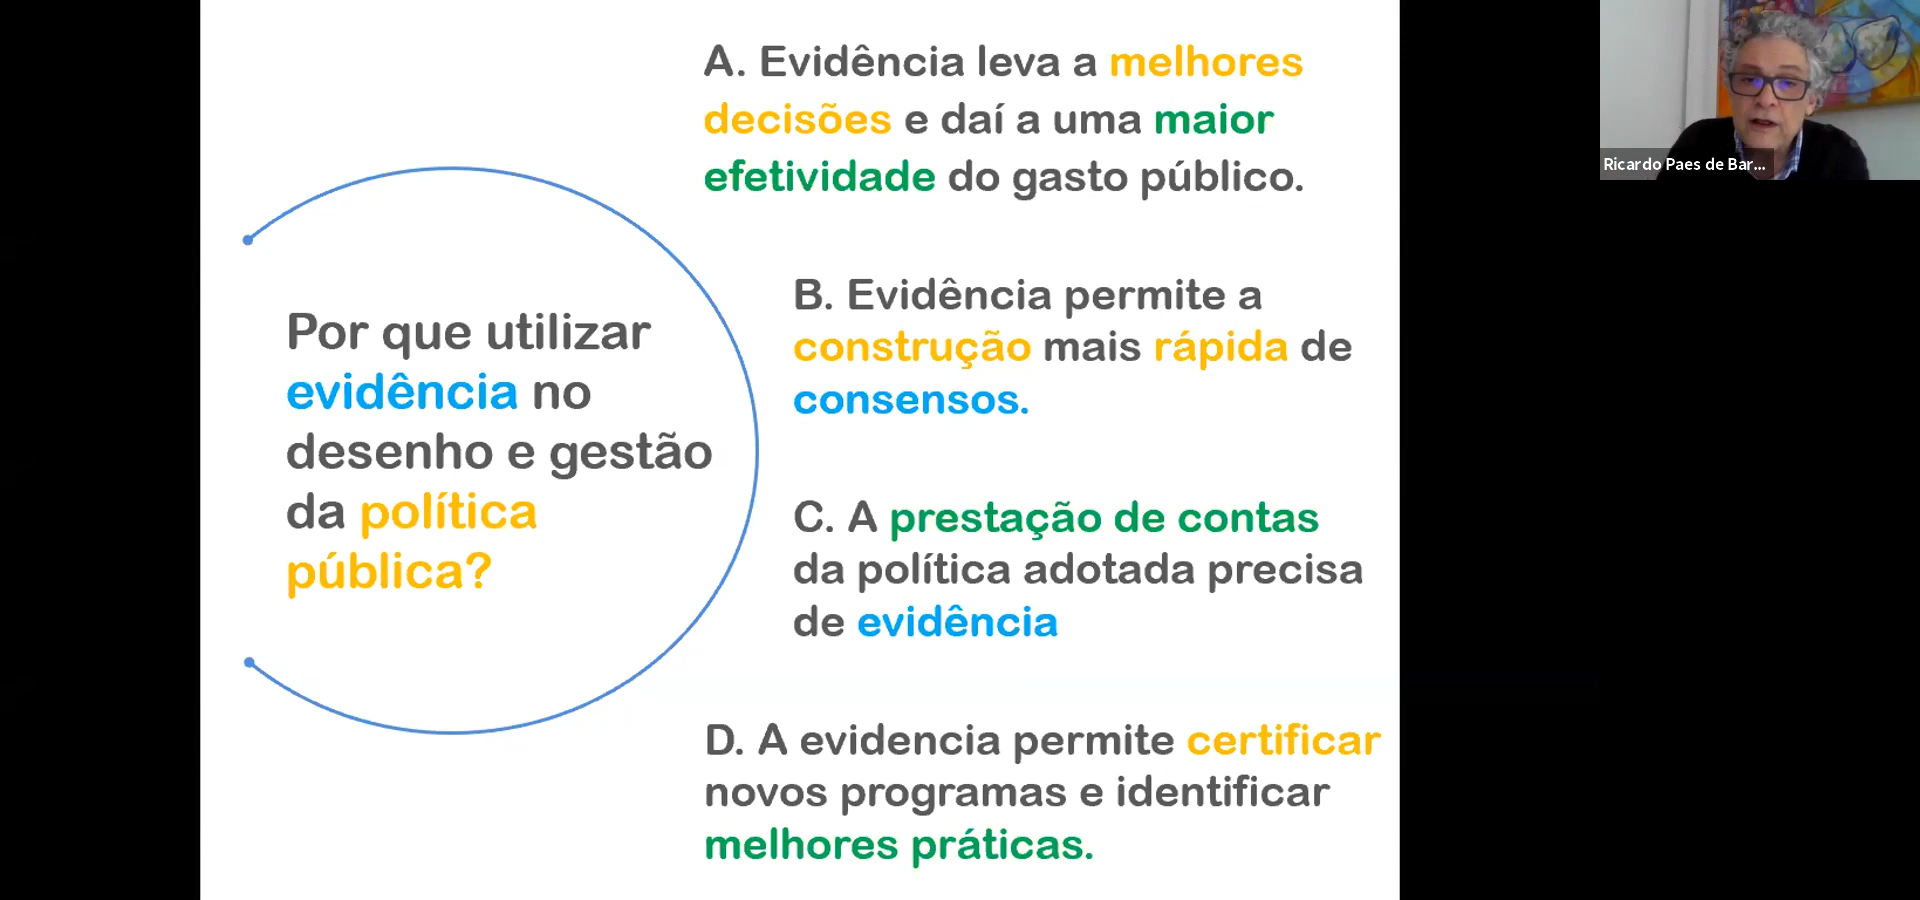 Por que utilizar
evidência no
desenho e gestão
da política
pública?
A. Evidência leva a melhores
decisões e daí a uma maior
efetividade do gasto público.
B. Evidência permite a
construção mais rápida de
consensos.
C. A prestação de contas
da política adotada precisa
de evidência
D. A evidencia permite certificar
novos programas e identificar
melhores práticas.
Ricardo Paes de Bar...